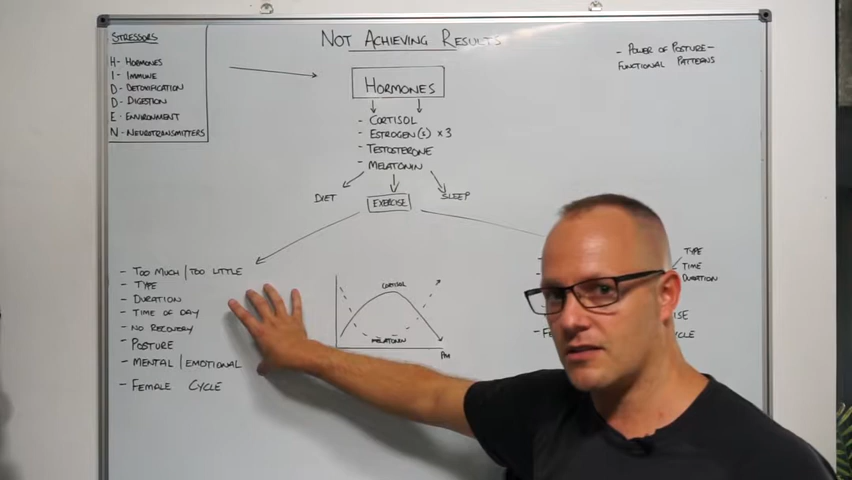 STRESSORS
H- HORMONES
I- IMMUNE
D- DETOXIFICATION
D- DIGESTION
E- ENVIRONMENT
N- NEUROTRANSMITTERS
NOT ACHIEVING RESULTS
HORMONES
- CORTISOL
- ESTROGEN(S) x 3
- TESTOSTERONE
- MELATONIN
DIET
EXERCISE
SLEEP
- POWER OF POSTURE -
FUNCTIONAL PATTERNS
- TOO MUCH/TOO LITTLE
- TYPE
- DURATION
- TIME OF DAY
- NO RECOVERY
- POSTURE
- MENTAL/EMOTIONAL
- FEMALE CYCLE
CORTISOL
MELATONIN
PM
TYPE
TIME
DURATION